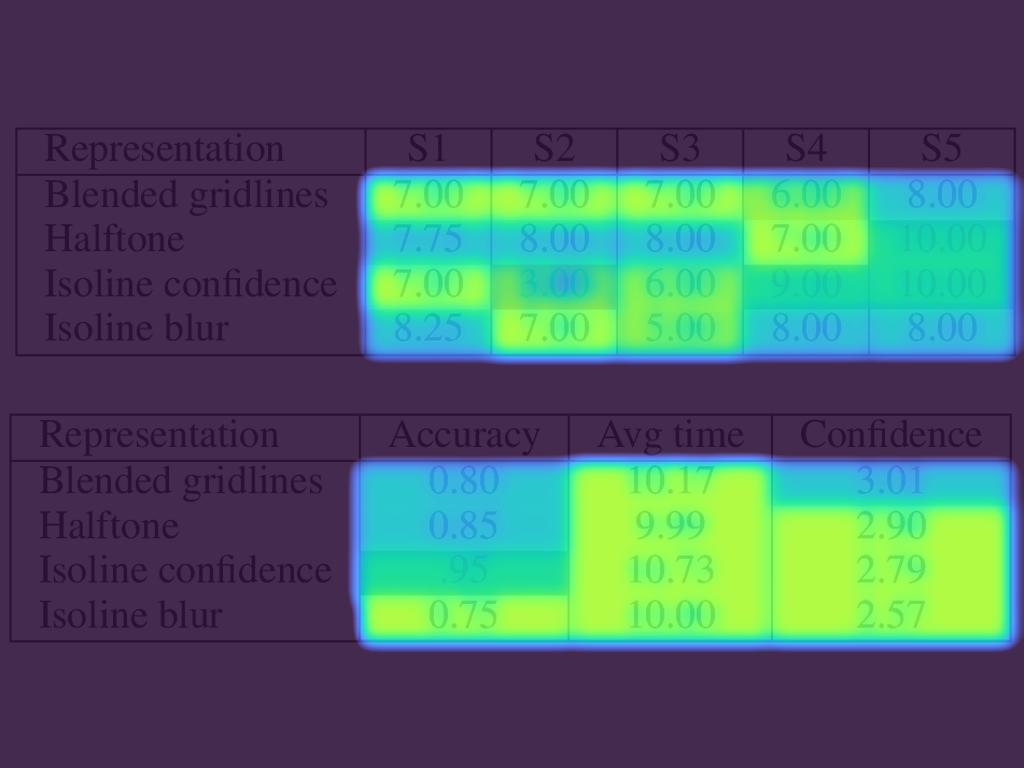 Representation S1 S2 S3 S4 S5
Blended gridlines 7.00 7.00 7.00 6.00 8.00
Halftone 7.75 8.00 8.00 7.00 10.00
Isoline confidence 7.00 3.00 6.00 9.00 10.00
Isoline blur 8.25 7.00 5.00 8.00 8.00
Representation Accuracy Avg time Confidence
Blended gridlines 0.80 10.17 3.01
Halftone 0.85 9.99 2.90
Isoline confidence .95 10.73 2.79
Isoline blur 0.75 10.00 2.57